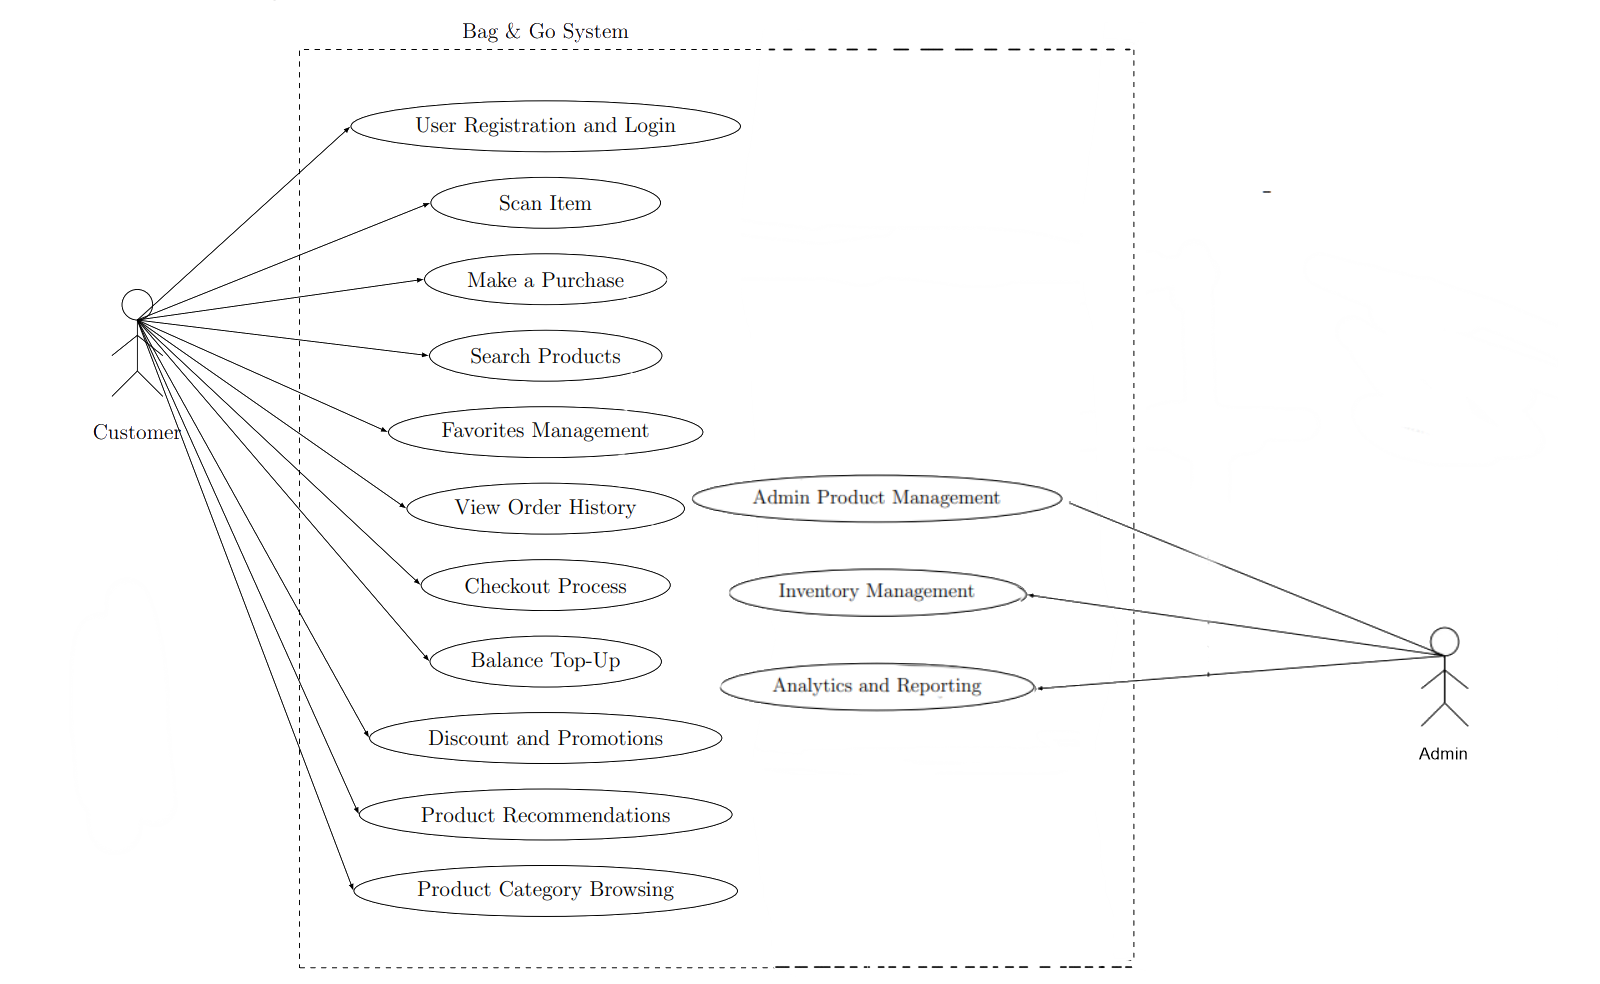 Bag & Go System
User Registration and Login
Scan Item
Make a Purchase
Search Products
Customer
Favorites Management
View Order History
Admin Product Management
Checkout Process
Inventory Management
Balance Top-Up
Analytics and Reporting
Discount and Promotions
Admin
Product Recommendations
Product Category Browsing